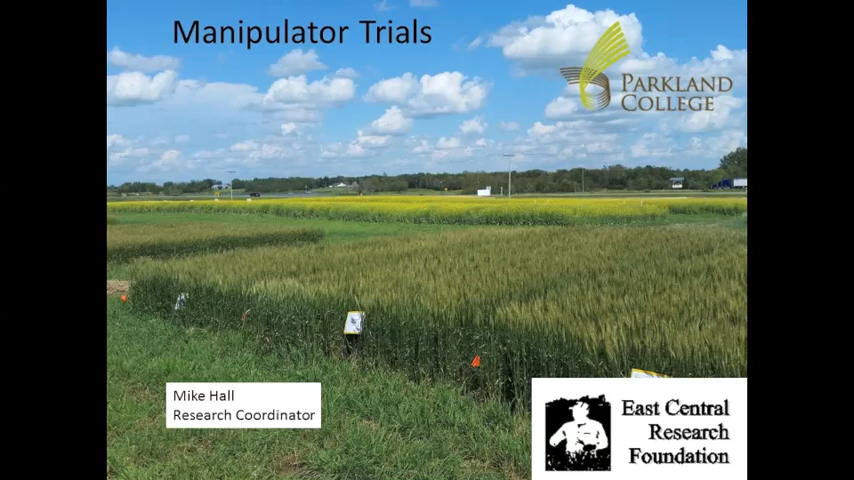 Manipulator Trials
PARKLAND
COLLEGE
Mike Hall
Research Coordinator
East Central
Research
Foundation